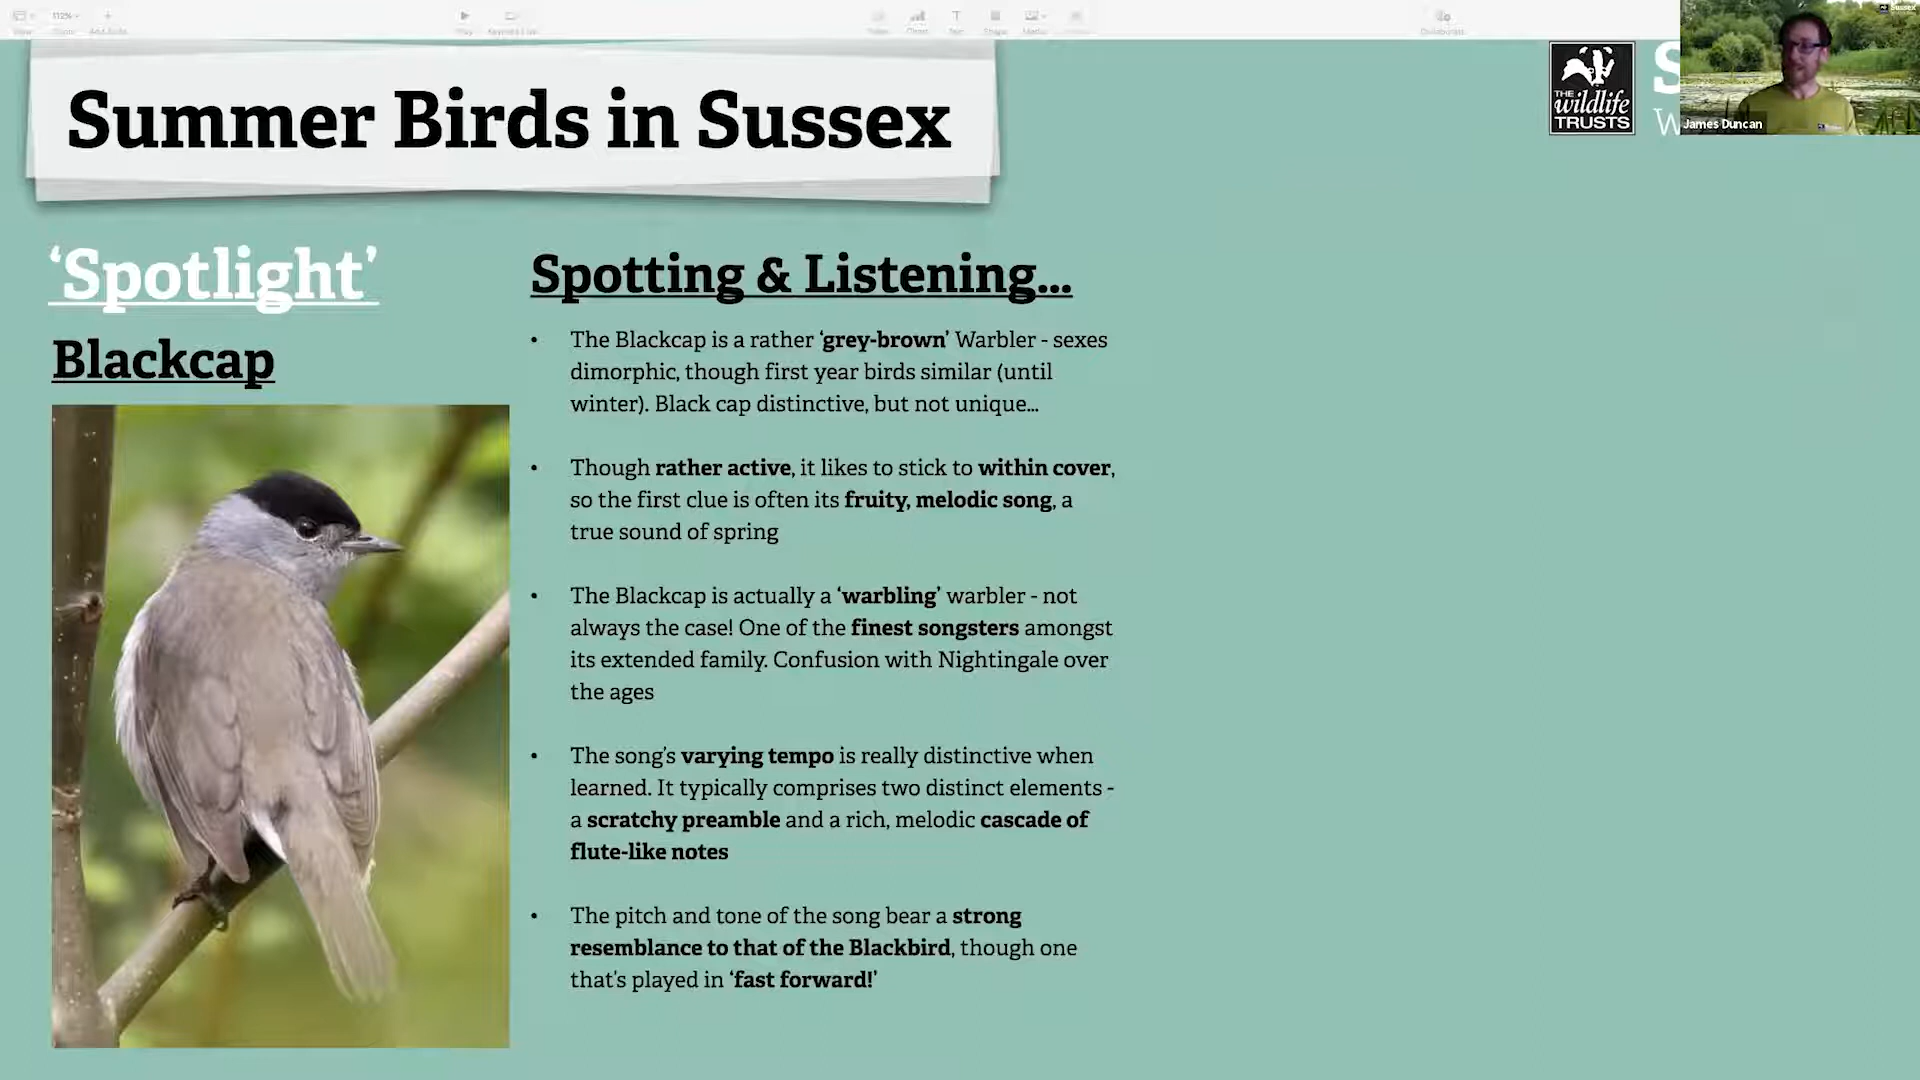 112%
Summer Birds in Sussex
THE
wildlife
TRUSTS
S
W
Sussex
James Duncan
‘Spotlight’
Blackcap
Spotting & Listening...
• The Blackcap is a rather ‘grey-brown’ Warbler - sexes
dimorphic, though first year birds similar (until
winter). Black cap distinctive, but not unique...
• Though rather active, it likes to stick to within cover,
so the first clue is often its fruity, melodic song, a
true sound of spring
• The Blackcap is actually a ‘warbling’ warbler - not
always the case! One of the finest songsters amongst
its extended family. Confusion with Nightingale over
the ages
• The song’s varying tempo is really distinctive when
learned. It typically comprises two distinct elements -
a scratchy preamble and a rich, melodic cascade of
flute-like notes
• The pitch and tone of the song bear a strong
resemblance to that of the Blackbird, though one
that’s played in ‘fast forward!’